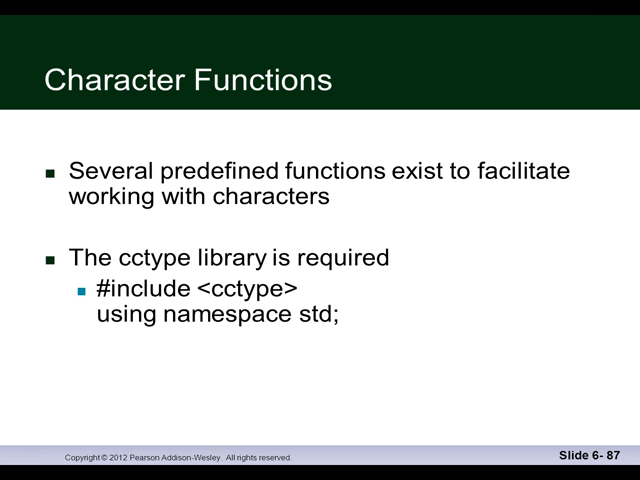 Character Functions
Several predefined functions exist to facilitate
working with characters
The cctype library is required
#include <cctype>
using namespace std;
Copyright © 2012 Pearson Addison-Wesley. All rights reserved.
Slide 6- 87